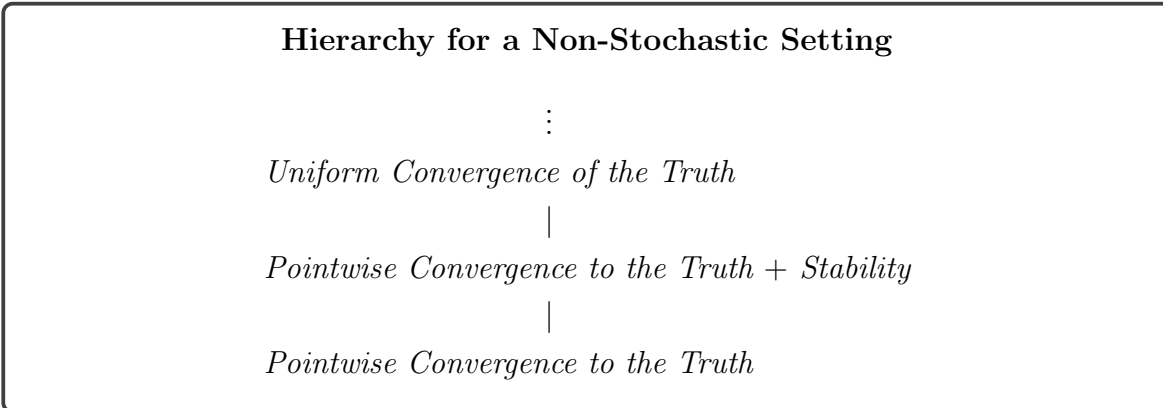 Hierarchy for a Non-Stochastic Setting
⋮
Uniform Convergence of the Truth
|
Pointwise Convergence to the Truth + Stability
|
Pointwise Convergence to the Truth